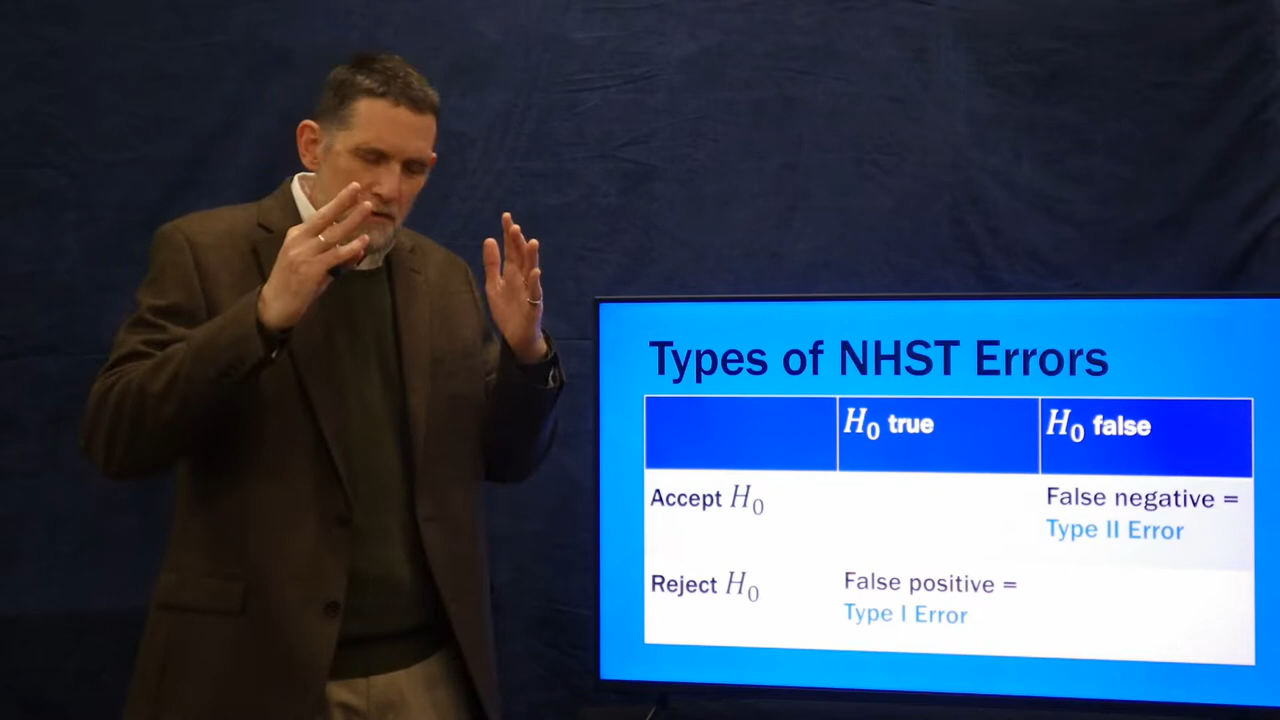 Types of NHST Errors
H₀ true
H₀ false
Accept H₀
False negative =
Type II Error
Reject H₀
False positive =
Type I Error